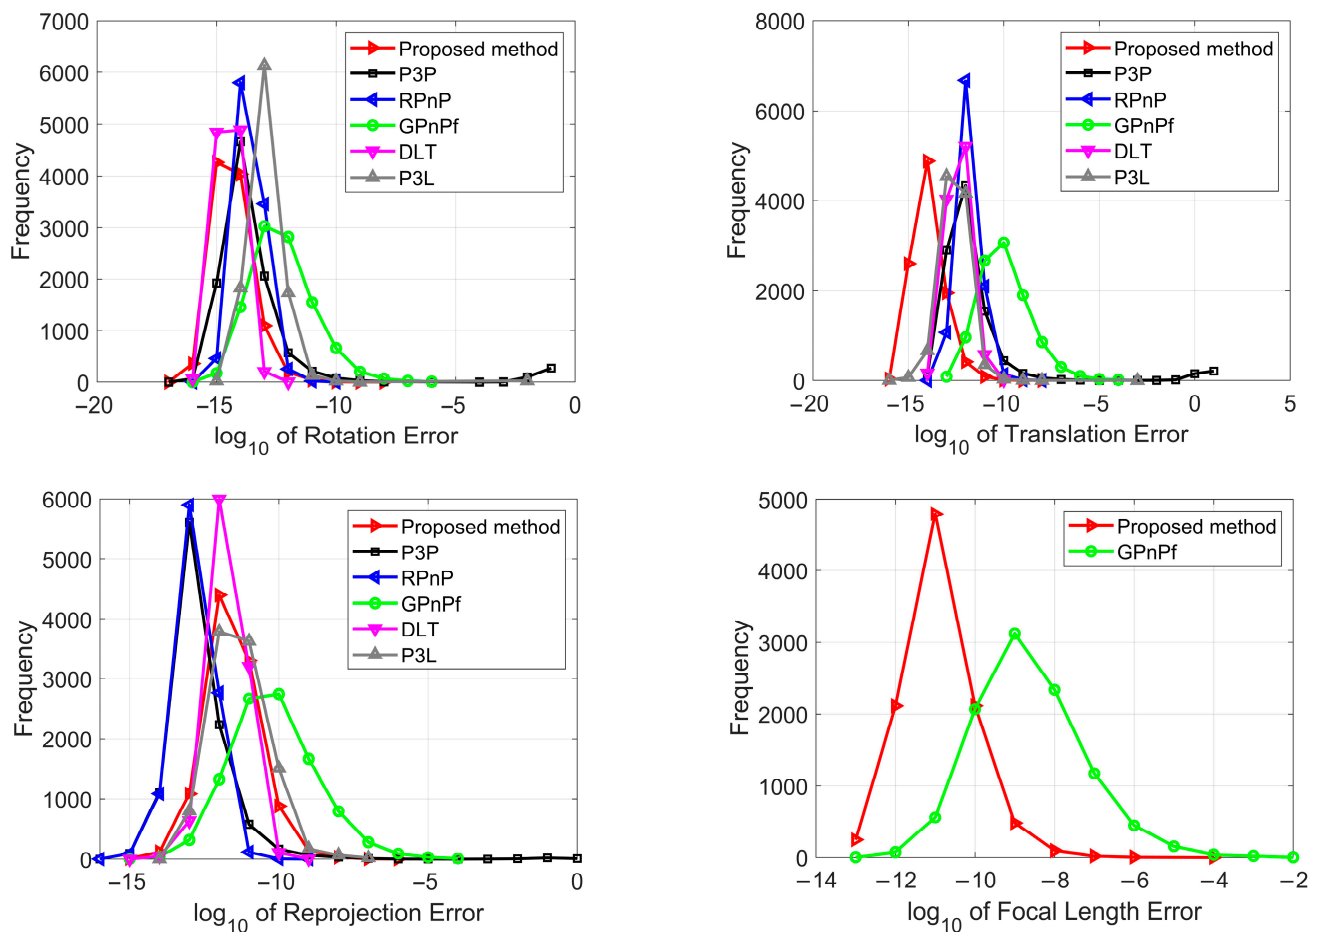 7000
6000
5000
4000
3000
2000
1000
0
Frequency
−20
−15
−10
−5
0
log10 of Rotation Error
Proposed method
P3P
RPnP
GPnPf
DLT
P3L
8000
6000
4000
2000
0
Frequency
−20
−15
−10
−5
0
5
log10 of Translation Error
Proposed method
P3P
RPnP
GPnPf
DLT
P3L
6000
5000
4000
3000
2000
1000
0
Frequency
−15
−10
−5
0
log10 of Reprojection Error
Proposed method
P3P
RPnP
GPnPf
DLT
P3L
5000
4000
3000
2000
1000
0
Frequency
−14
−12
−10
−8
−6
−4
−2
log10 of Focal Length Error
Proposed method
GPnPf